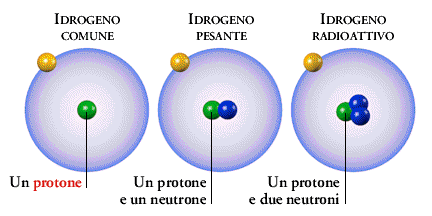 IDROGENO
COMUNE
IDROGENO
PESANTE
IDROGENO
RADIOATTIVO
Un protone
Un protone
e un neutrone
Un protone
e due neutroni